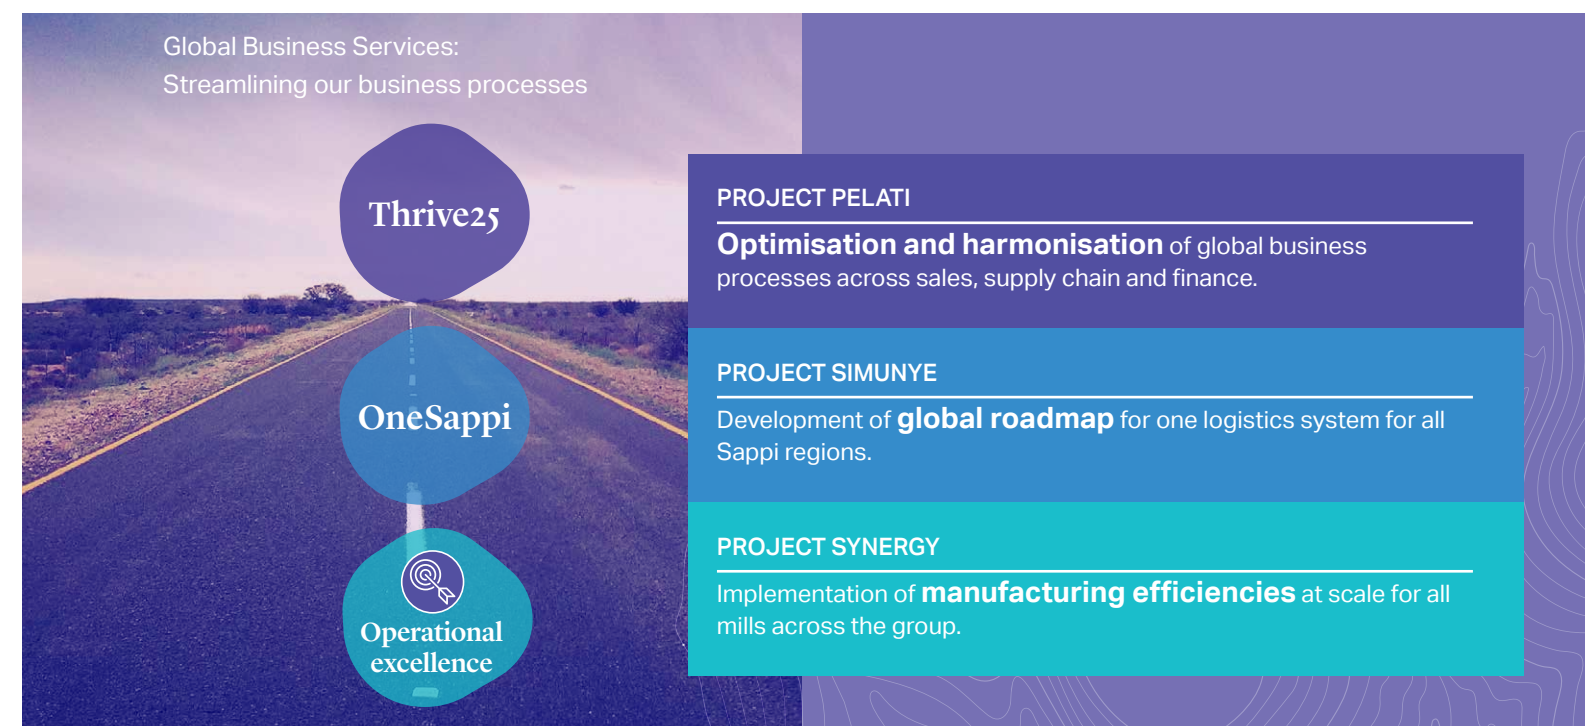 Global Business Services:
Streamlining our business processes
Thrive25
OneSappi
Operational
excellence
PROJECT PELATI
Optimisation and harmonisation of global business
processes across sales, supply chain and finance.
PROJECT SIMUNYE
Development of global roadmap for one logistics system for all
Sappi regions.
PROJECT SYNERGY
Implementation of manufacturing efficiencies at scale for all
mills across the group.